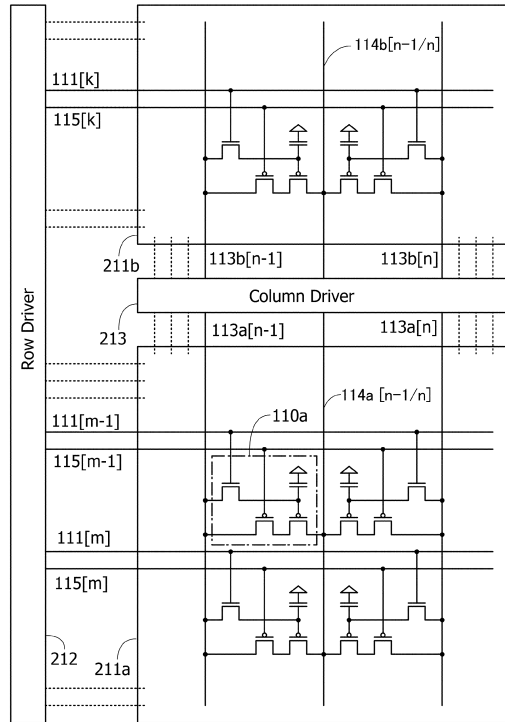 114b[n-1/n]
111[k]
115[k]
Row Driver
211b
113b[n-1]
113b[n]
Column Driver
213
113a[n-1]
113a[n]
110a
114a [n-1/n]
111[m-1]
115[m-1]
111[m]
115[m]
212
211a